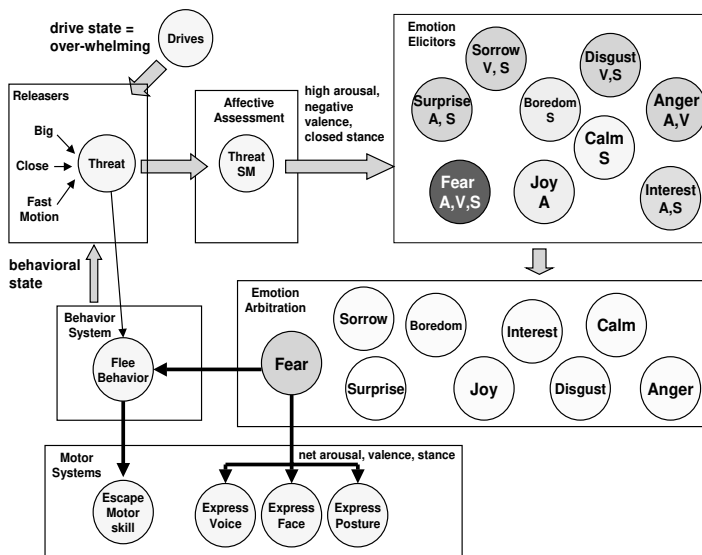 drive state =
over-whelming
Drives
Releasers
Big
Close
Fast
Motion
Threat
Affective
Assessment
Threat
SM
high arousal,
negative
valence,
closed stance
Emotion
Elicitors
Sorrow
V, S
Disgust
V,S
Surprise
A, S
Boredom
S
Anger
A,V
Calm
S
Fear
A,V,S
Joy
A
Interest
A,S
behavioral
state
Behavior
System
Flee
Behavior
Emotion
Arbitration
Fear
Sorrow
Boredom
Interest
Calm
Surprise
Joy
Disgust
Anger
Motor
Systems
net arousal, valence, stance
Escape
Motor
skill
Express
Voice
Express
Face
Express
Posture